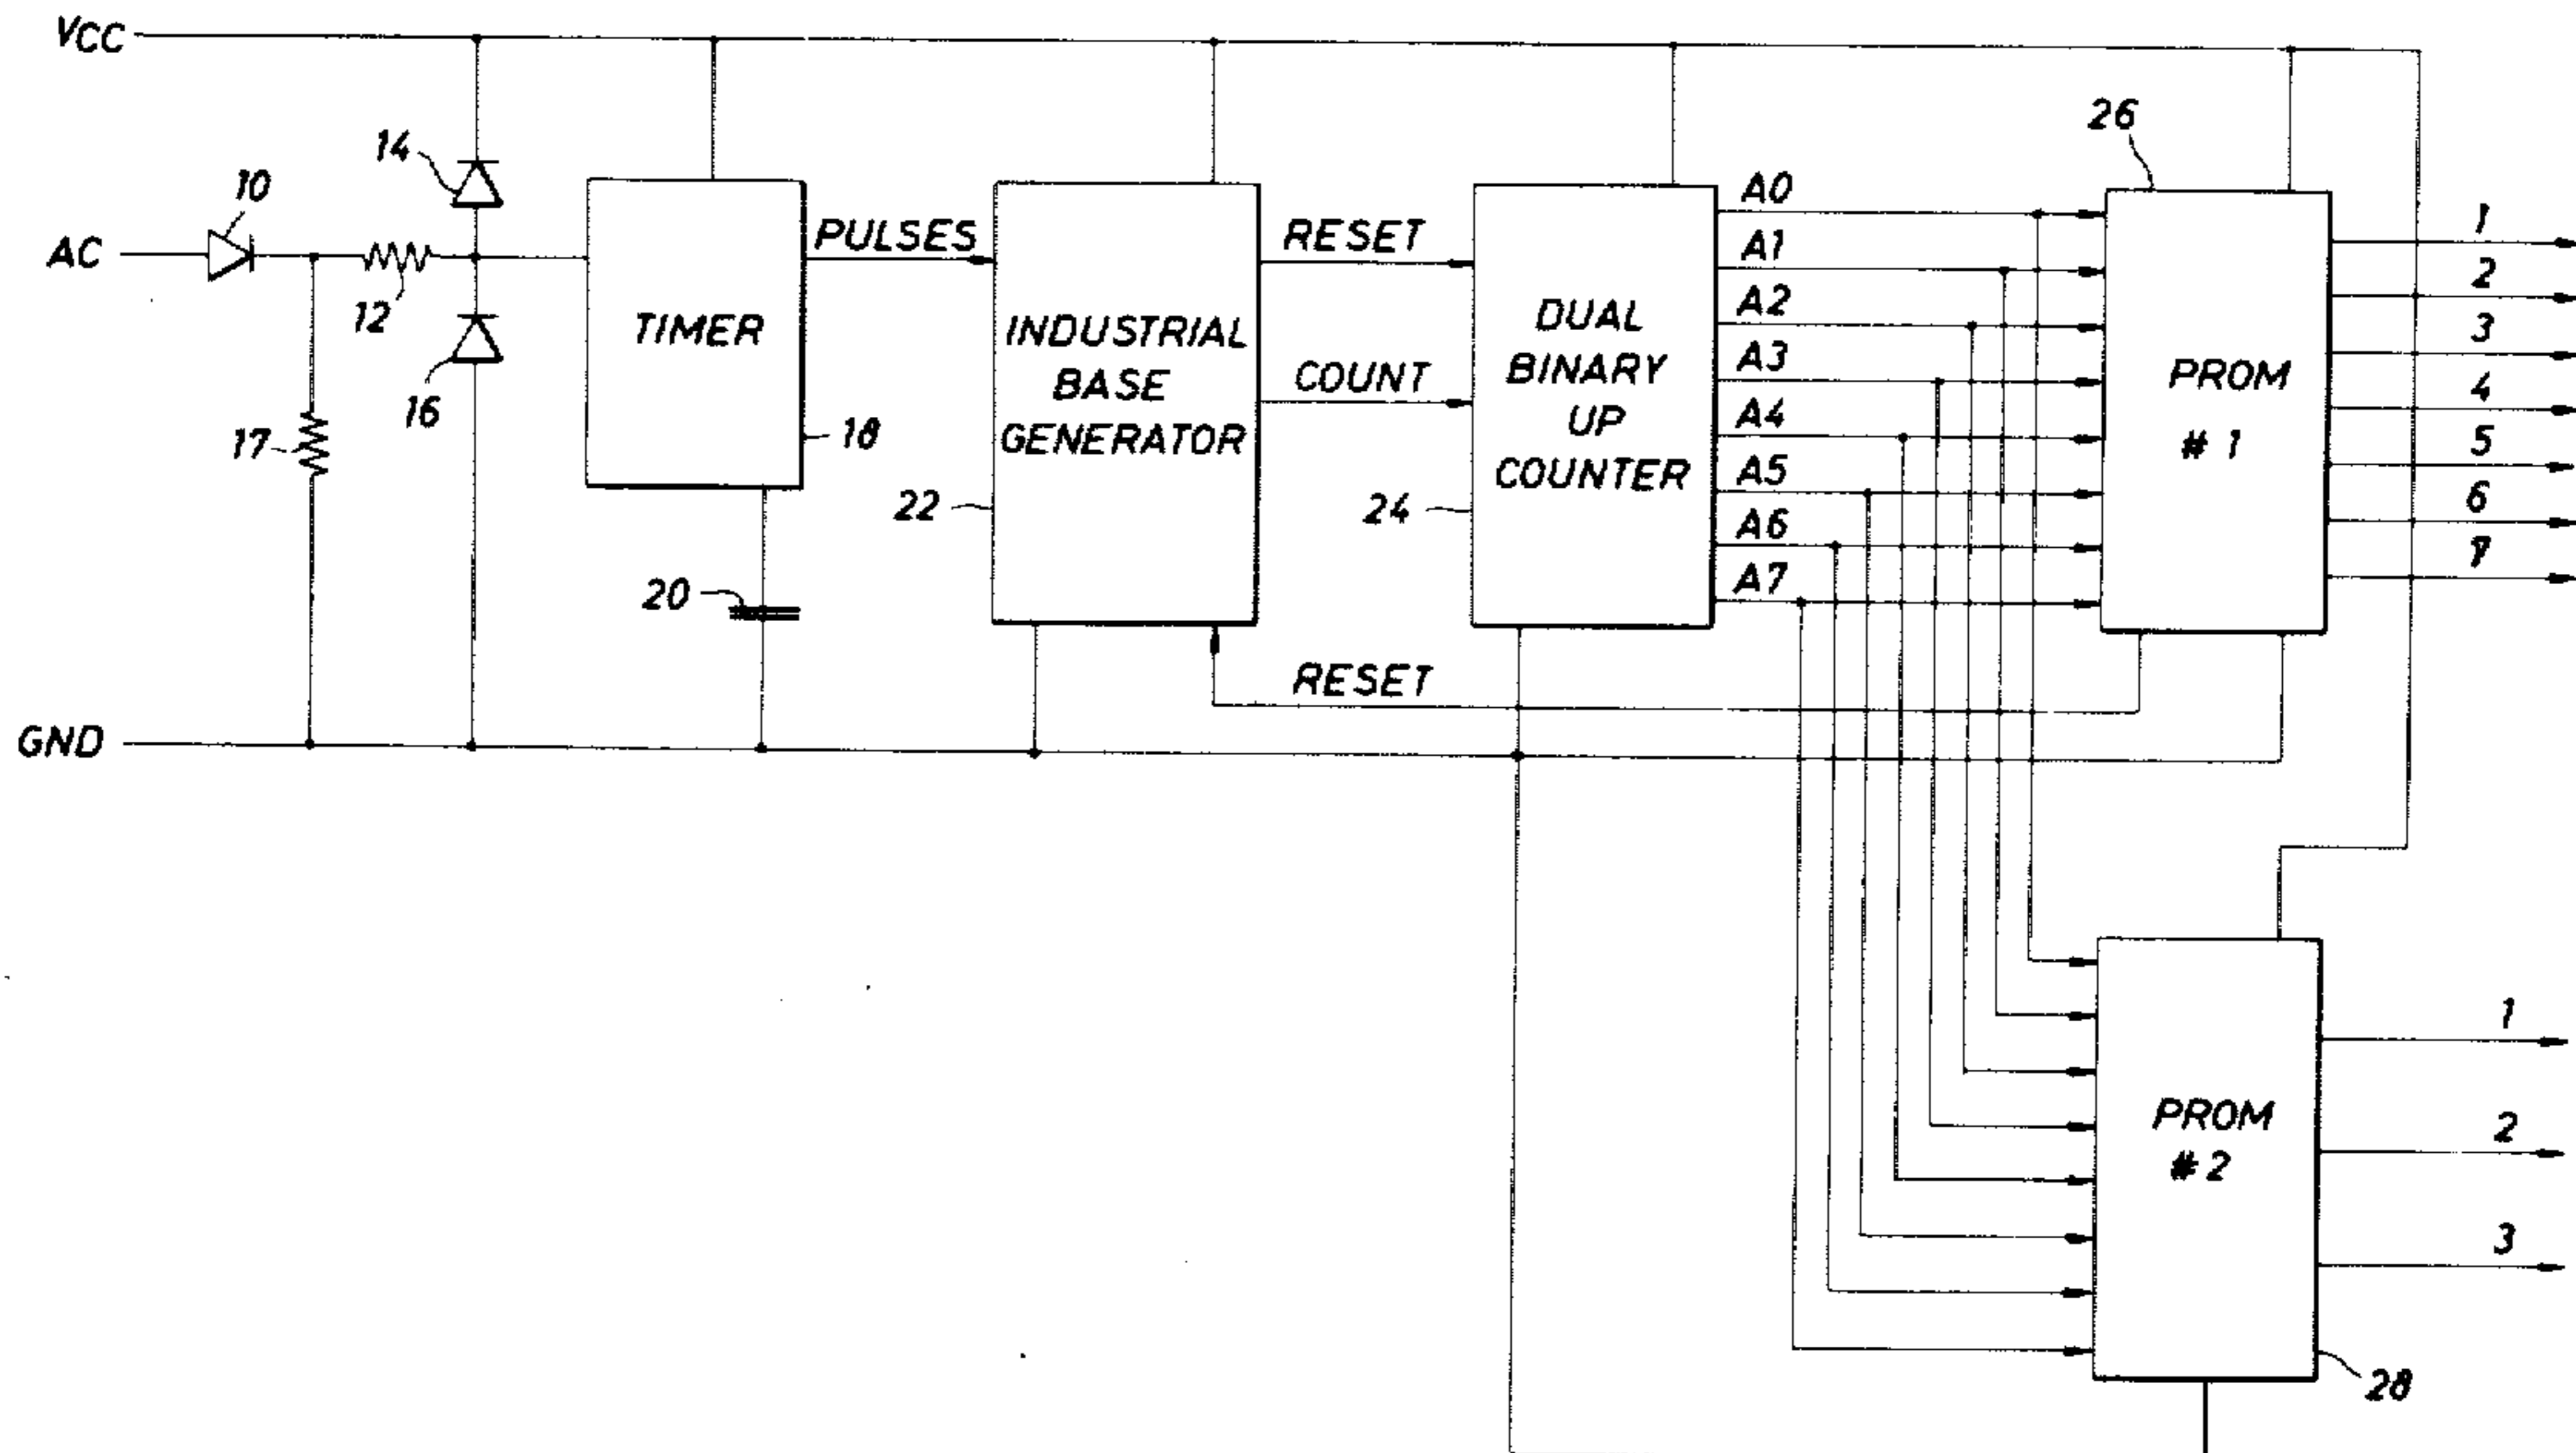 VCC
AC
GND
10
12
14
16
17
TIMER
18
20
PULSES
INDUSTRIAL
BASE
GENERATOR
22
RESET
COUNT
RESET
DUAL
BINARY
UP
COUNTER
24
A0
A1
A2
A3
A4
A5
A6
A7
26
PROM
# 1
1
2
3
4
5
6
7
PROM
# 2
28
1
2
3